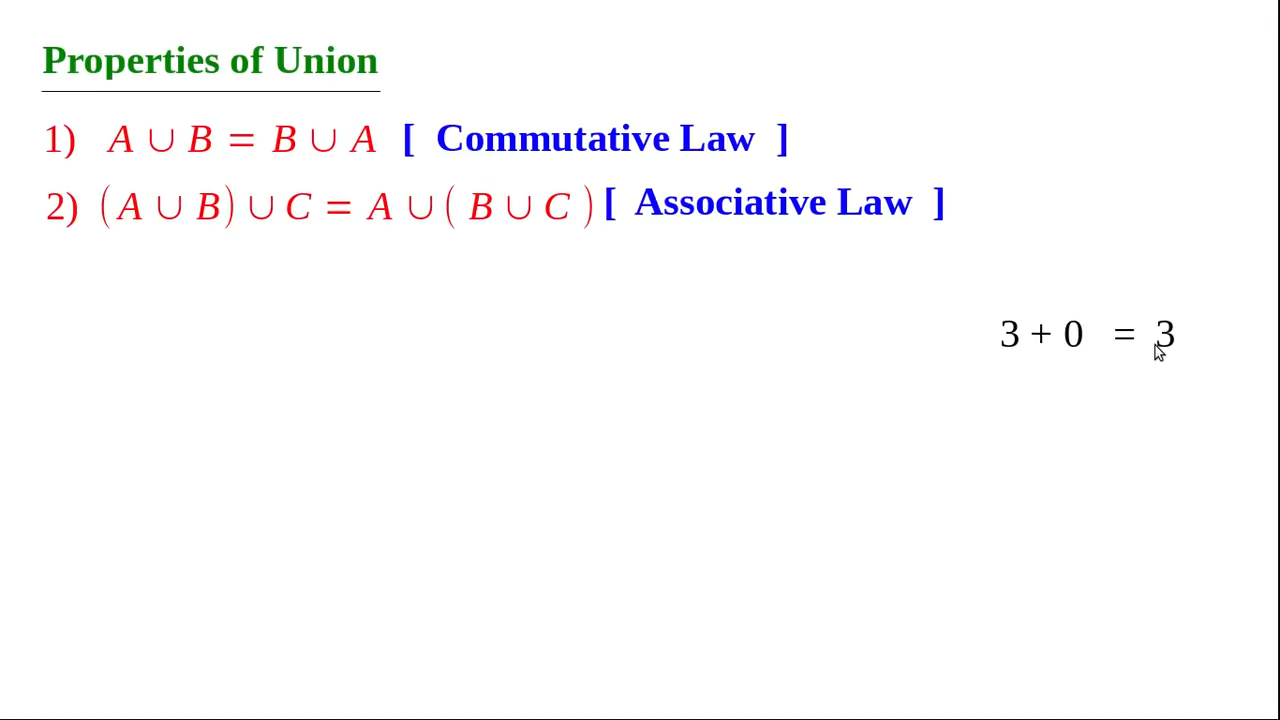 Properties of Union
1) A ∪ B = B ∪ A [ Commutative Law ]
2) ( A ∪ B ) ∪ C = A ∪ ( B ∪ C ) [ Associative Law ]
3 + 0 = 3